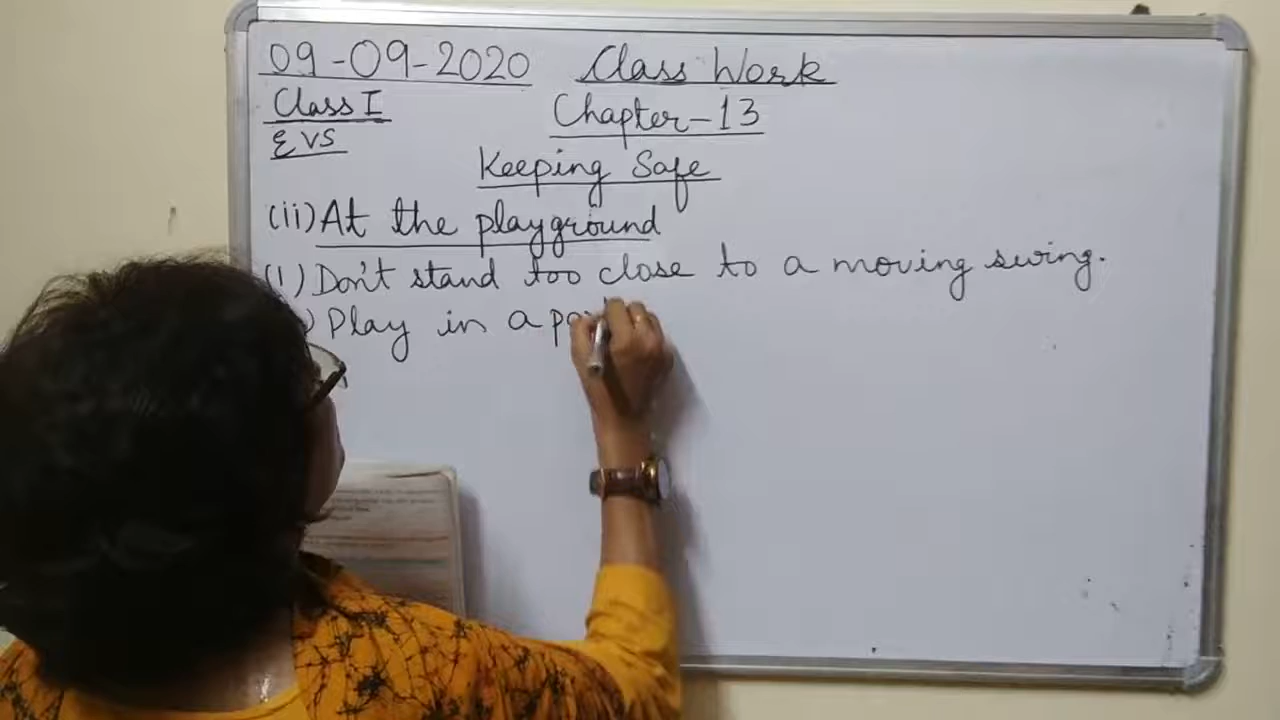 09-09-2020 Class Work
Class I Chapter-13
EVS
Keeping Safe
(ii) At the playground
(1) Don't stand too close to a moving swing.
) Play in a